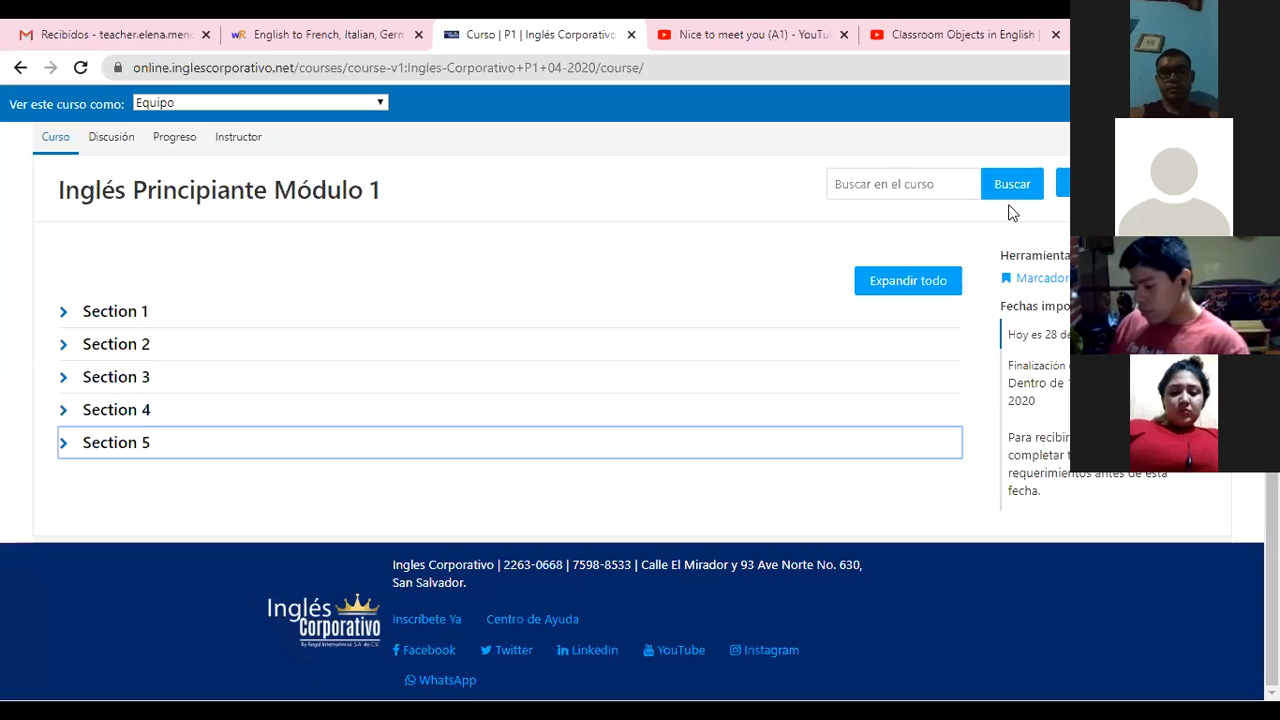 Recibidos - teacher.elena.men
English to French, Italian, Germ
Curso | P1 | Inglés Corporativo
Nice to meet you (A1) - YouTu
Classroom Objects in English |
online.inglescorporativo.net/courses/course-v1:Ingles-Corporativo+P1+04-2020/course/
Ver este curso como: Equipo
Curso Discusión Progreso Instructor
Inglés Principiante Módulo 1
Buscar en el curso Buscar
Expandir todo
Section 1
Section 2
Section 3
Section 4
Section 5
Herramienta
Marcador
Fechas impo
Hoy es 28 de
Finalización
Dentro de
2020
Para recibir
completar
requerimientos antes de esta
fecha.
Inglés
Corporativo
Ingles Corporativo | 2263-0668 | 7598-8533 | Calle El Mirador y 93 Ave Norte No. 630,
San Salvador.
Inscríbete Ya Centro de Ayuda
Facebook Twitter LinkedIn YouTube Instagram
WhatsApp